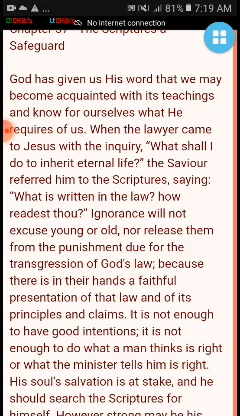 81% 7:19 AM
0:0KB/s U:0KB/s No internet connection
Chapter 37 - The Scriptures a
Safeguard
God has given us His word that we may
become acquainted with its teachings
and know for ourselves what He
requires of us. When the lawyer came
to Jesus with the inquiry, “What shall I
do to inherit eternal life?” the Saviour
referred him to the Scriptures, saying:
“What is written in the law? how
readest thou?” Ignorance will not
excuse young or old, nor release them
from the punishment due for the
transgression of God's law; because
there is in their hands a faithful
presentation of that law and of its
principles and claims. It is not enough
to have good intentions; it is not
enough to do what a man thinks is right
or what the minister tells him is right.
His soul's salvation is at stake, and he
should search the Scriptures for
himself. However strong may be his